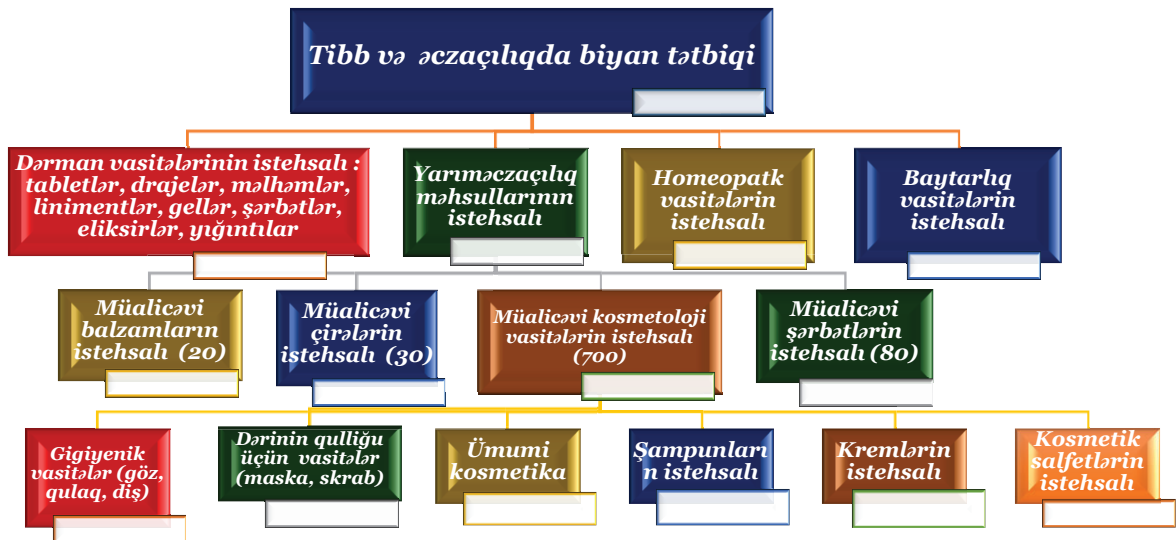 Tibb və əczaçılıqda biyan tətbiqi
Dərman vasitələrinin istehsalı :
tabletlər, drajelər, məlhəmlər,
linimentlər, gellər, şərbətlər,
eliksirlər, yığıntılar
Yarıməczaçılıq
məhsullarının
istehsalı
Homeopatk
vasitələrin
istehsalı
Baytarlıq
vasitələrin
istehsalı
Müalicəvi
balzamların
istehsalı (20)
Müalicəvi
çirələrin
istehsalı (30)
Müalicəvi kosmetoloji
vasitələrin istehsalı
(700)
Müalicəvi
şərbətlərin
istehsalı (80)
Gigiyenik
vasitələr (göz,
qulaq, diş)
Dərinin qulliğu
üçün vasitələr
(maska, skrab)
Ümumi
kosmetika
Şampunları
n istehsalı
Kremlərin
istehsalı
Kosmetik
salfetlərin
istehsalı